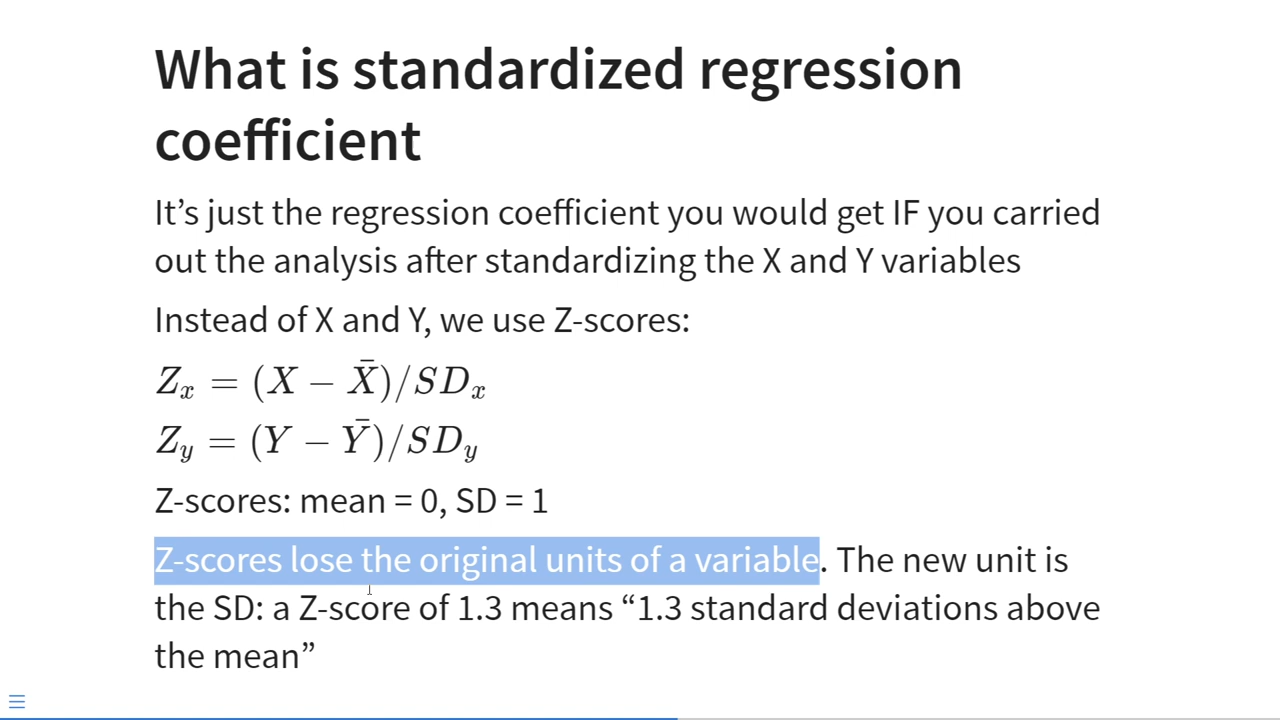 What is standardized regression
coefficient
It’s just the regression coefficient you would get IF you carried
out the analysis after standardizing the X and Y variables
Instead of X and Y, we use Z-scores:
Zₓ = (X − X̄)/SDₓ
Z_y = (Y − Ȳ)/SD_y
Z-scores: mean = 0, SD = 1
Z-scores lose the original units of a variable. The new unit is
the SD: a Z-score of 1.3 means “1.3 standard deviations above
the mean”